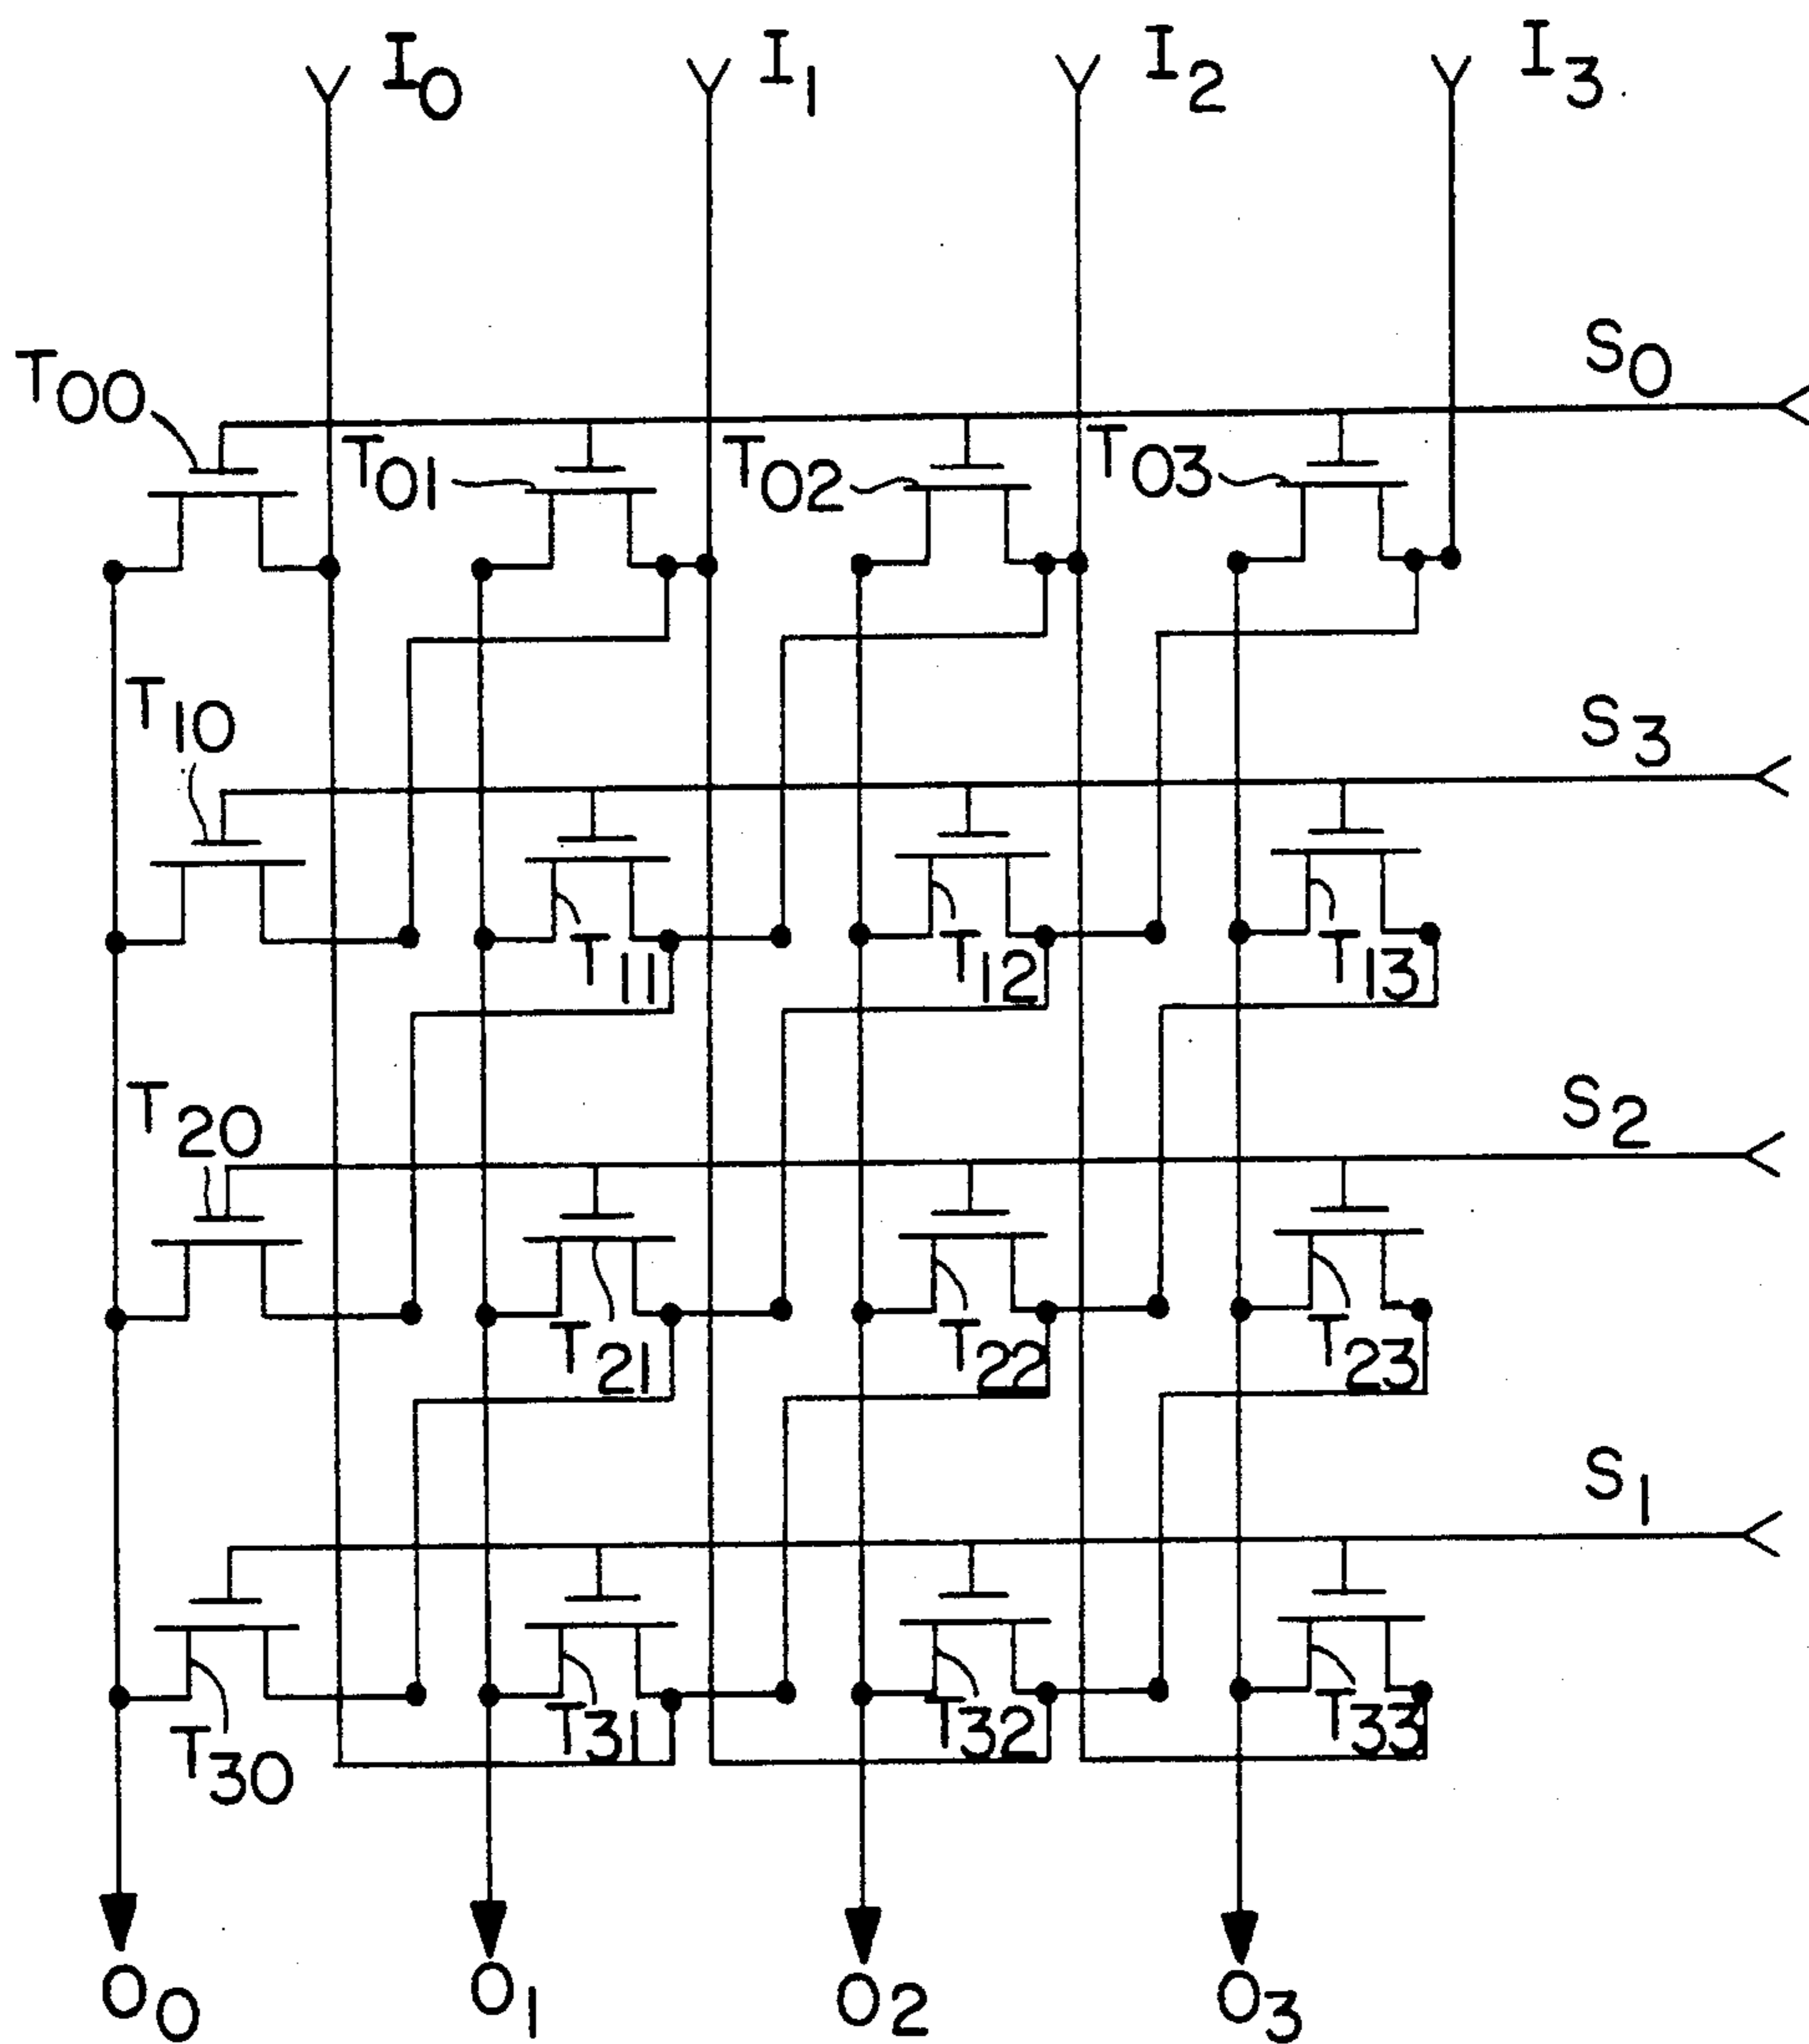 I0 I1 I2 I3
S0
T00 T01 T02 T03
S3
T10
T11 T12 T13
S2
T20
T21 T22 T23
S1
T30 T31 T32 T33
O0 O1 O2 O3